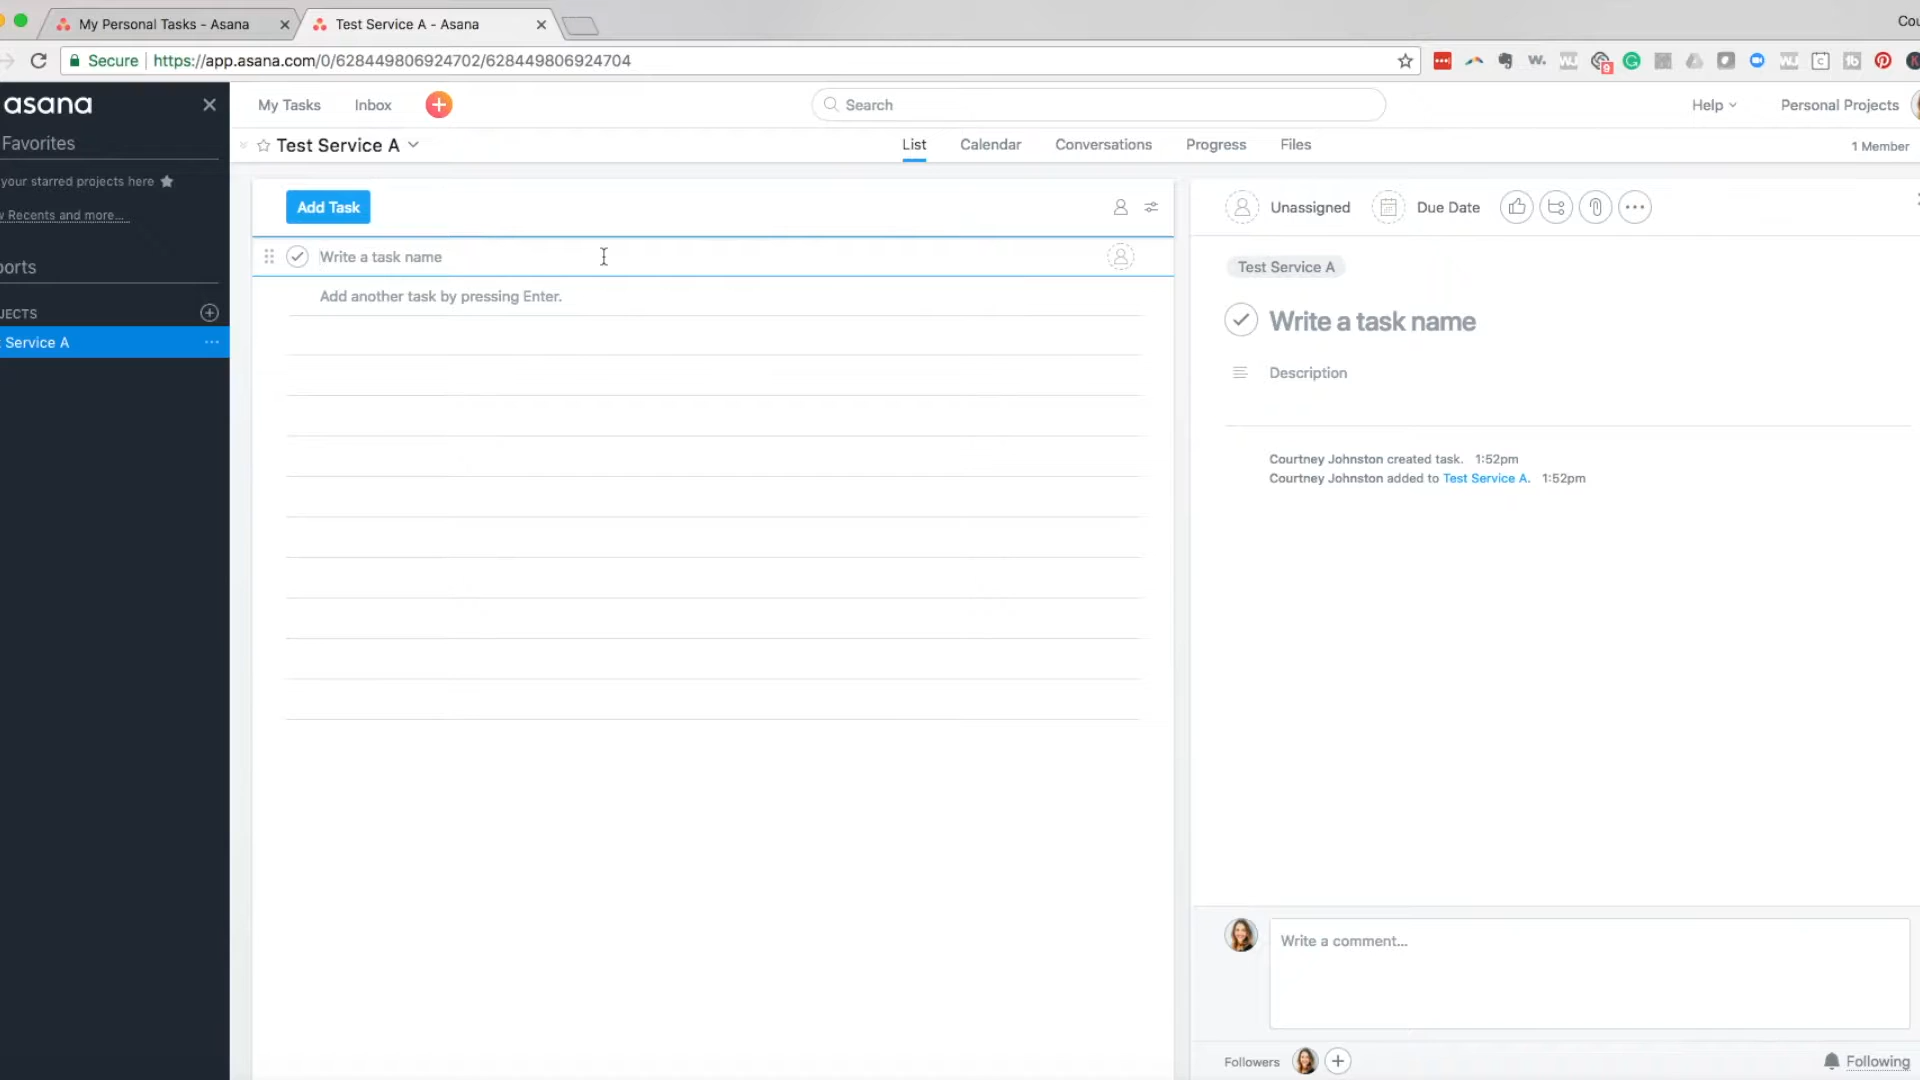 My Personal Tasks - Asana
Test Service A - Asana
Cou
Secure
https://app.asana.com/0/628449806924702/628449806924704
asana
My Tasks
Inbox
Search
Help
Personal Projects
Favorites
Test Service A
List
Calendar
Conversations
Progress
Files
1 Member
your starred projects here
w Recents and more...
orts
JECTS
Service A
Add Task
Write a task name
Add another task by pressing Enter.
Unassigned
Due Date
Test Service A
Write a task name
Description
Courtney Johnston created task. 1:52pm
Courtney Johnston added to Test Service A. 1:52pm
Write a comment...
Followers
Following